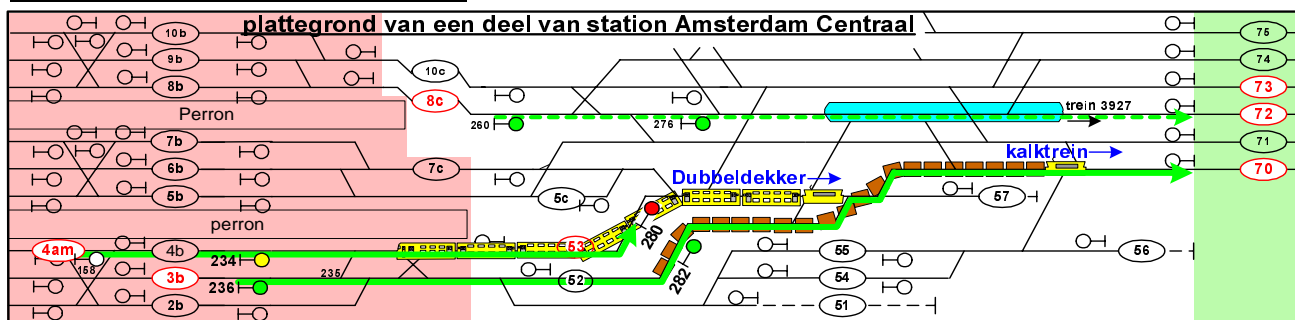 plattegrond van een deel van station Amsterdam Centraal
10b
75
9b
74
10c
8b
73
8c
trein 3927
Perron
72
260
276
7b
71
kalktrein
6b
7c
70
Dubbeldekker
5b
5c
57
perron
280
4am
4b
53
55
56
158
234
235
282
3b
52
54
236
2b
51